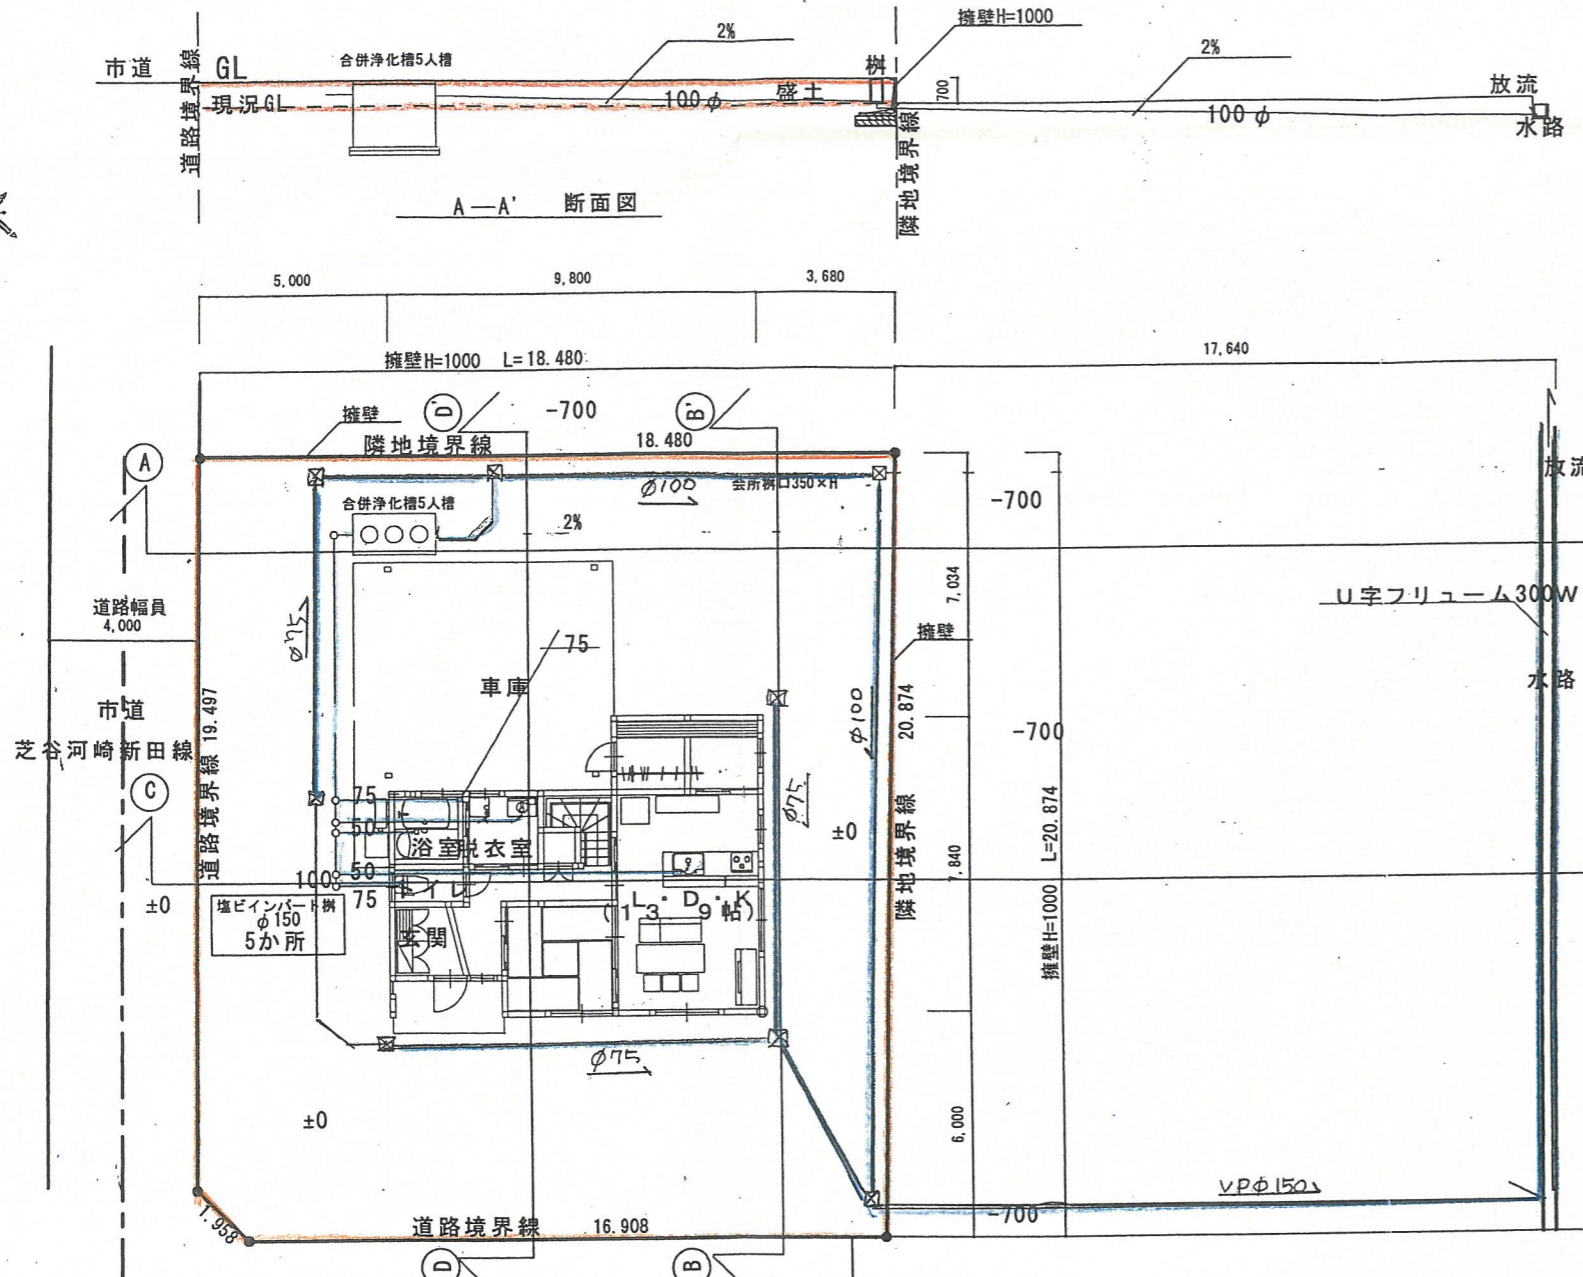 擁壁H=1000
2%
2%
市道
GL
合併浄化槽5人槽
桝
現況GL
100φ
盛土
700
100φ
放流
水路
道路境界線
隣地境界線
A—A' 断面図
5,000
9,800
3,680
17,640
擁壁H=1000 L=18.480
擁壁
D'
-700
B'
隣地境界線
18.480
A
放流
φ100
会所桝口350×H
-700
合併浄化槽5人槽
2%
道路幅員
4,000
U字フリューム300W
φ75
7,034
擁壁
75
車庫
水路
市道
道路境界線 19.497
φ100
20.874
-700
芝谷河崎新田線
C
φ75
75
50
浴室
脱衣室
±0
隣地境界線
7,840
擁壁H=1000 L=20.874
100
50
トイレ
75
±0
塩ビインバート桝
φ150
5か所
L・D・K
(13.9帖)
玄関
φ75
±0
6,000
VPφ150
-700
1.958
道路境界線
16.908
D
B